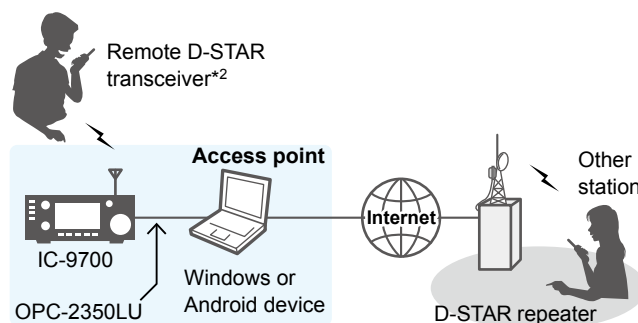 Remote D-STAR
transceiver*2
Access point
Internet
Other
station
IC-9700
Windows or
Android device
OPC-2350LU
D-STAR repeater